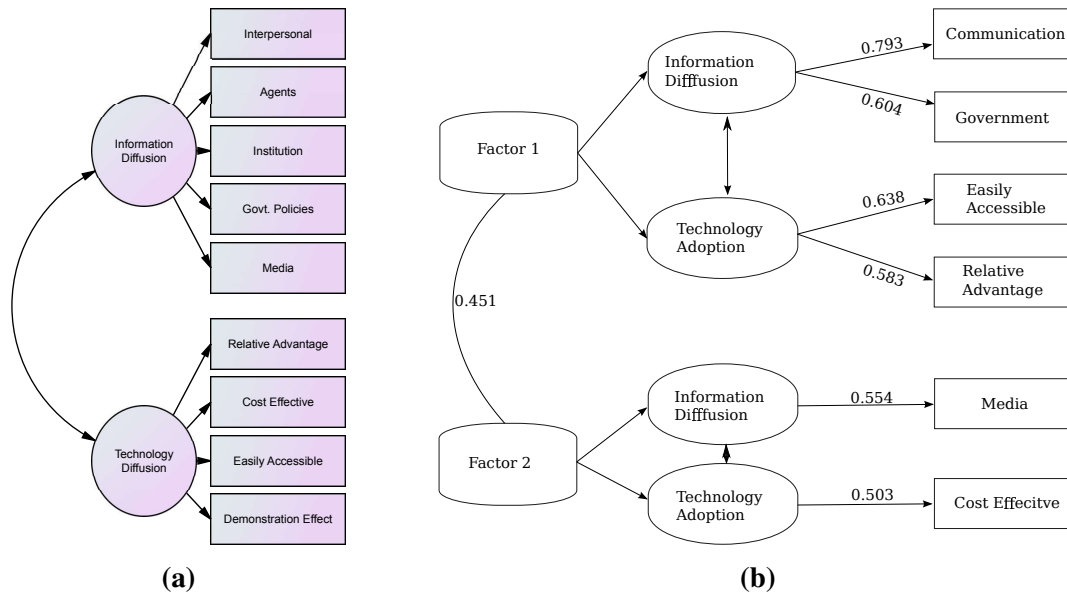 Interpersonal
Agents
Information
Diffusion
Institution
Govt. Policies
Media
Relative Advantage
Cost Effective
Technology
Diffusion
Easily Accessible
Demonstration Effect
(a)
Factor 1
0.451
Factor 2
Information
Difffusion
0.793
Communication
0.604
Government
Technology
Adoption
0.638
Easily
Accessible
0.583
Relative
Advantage
Information
Difffusion
0.554
Media
Technology
Adoption
0.503
Cost Effecitve
(b)